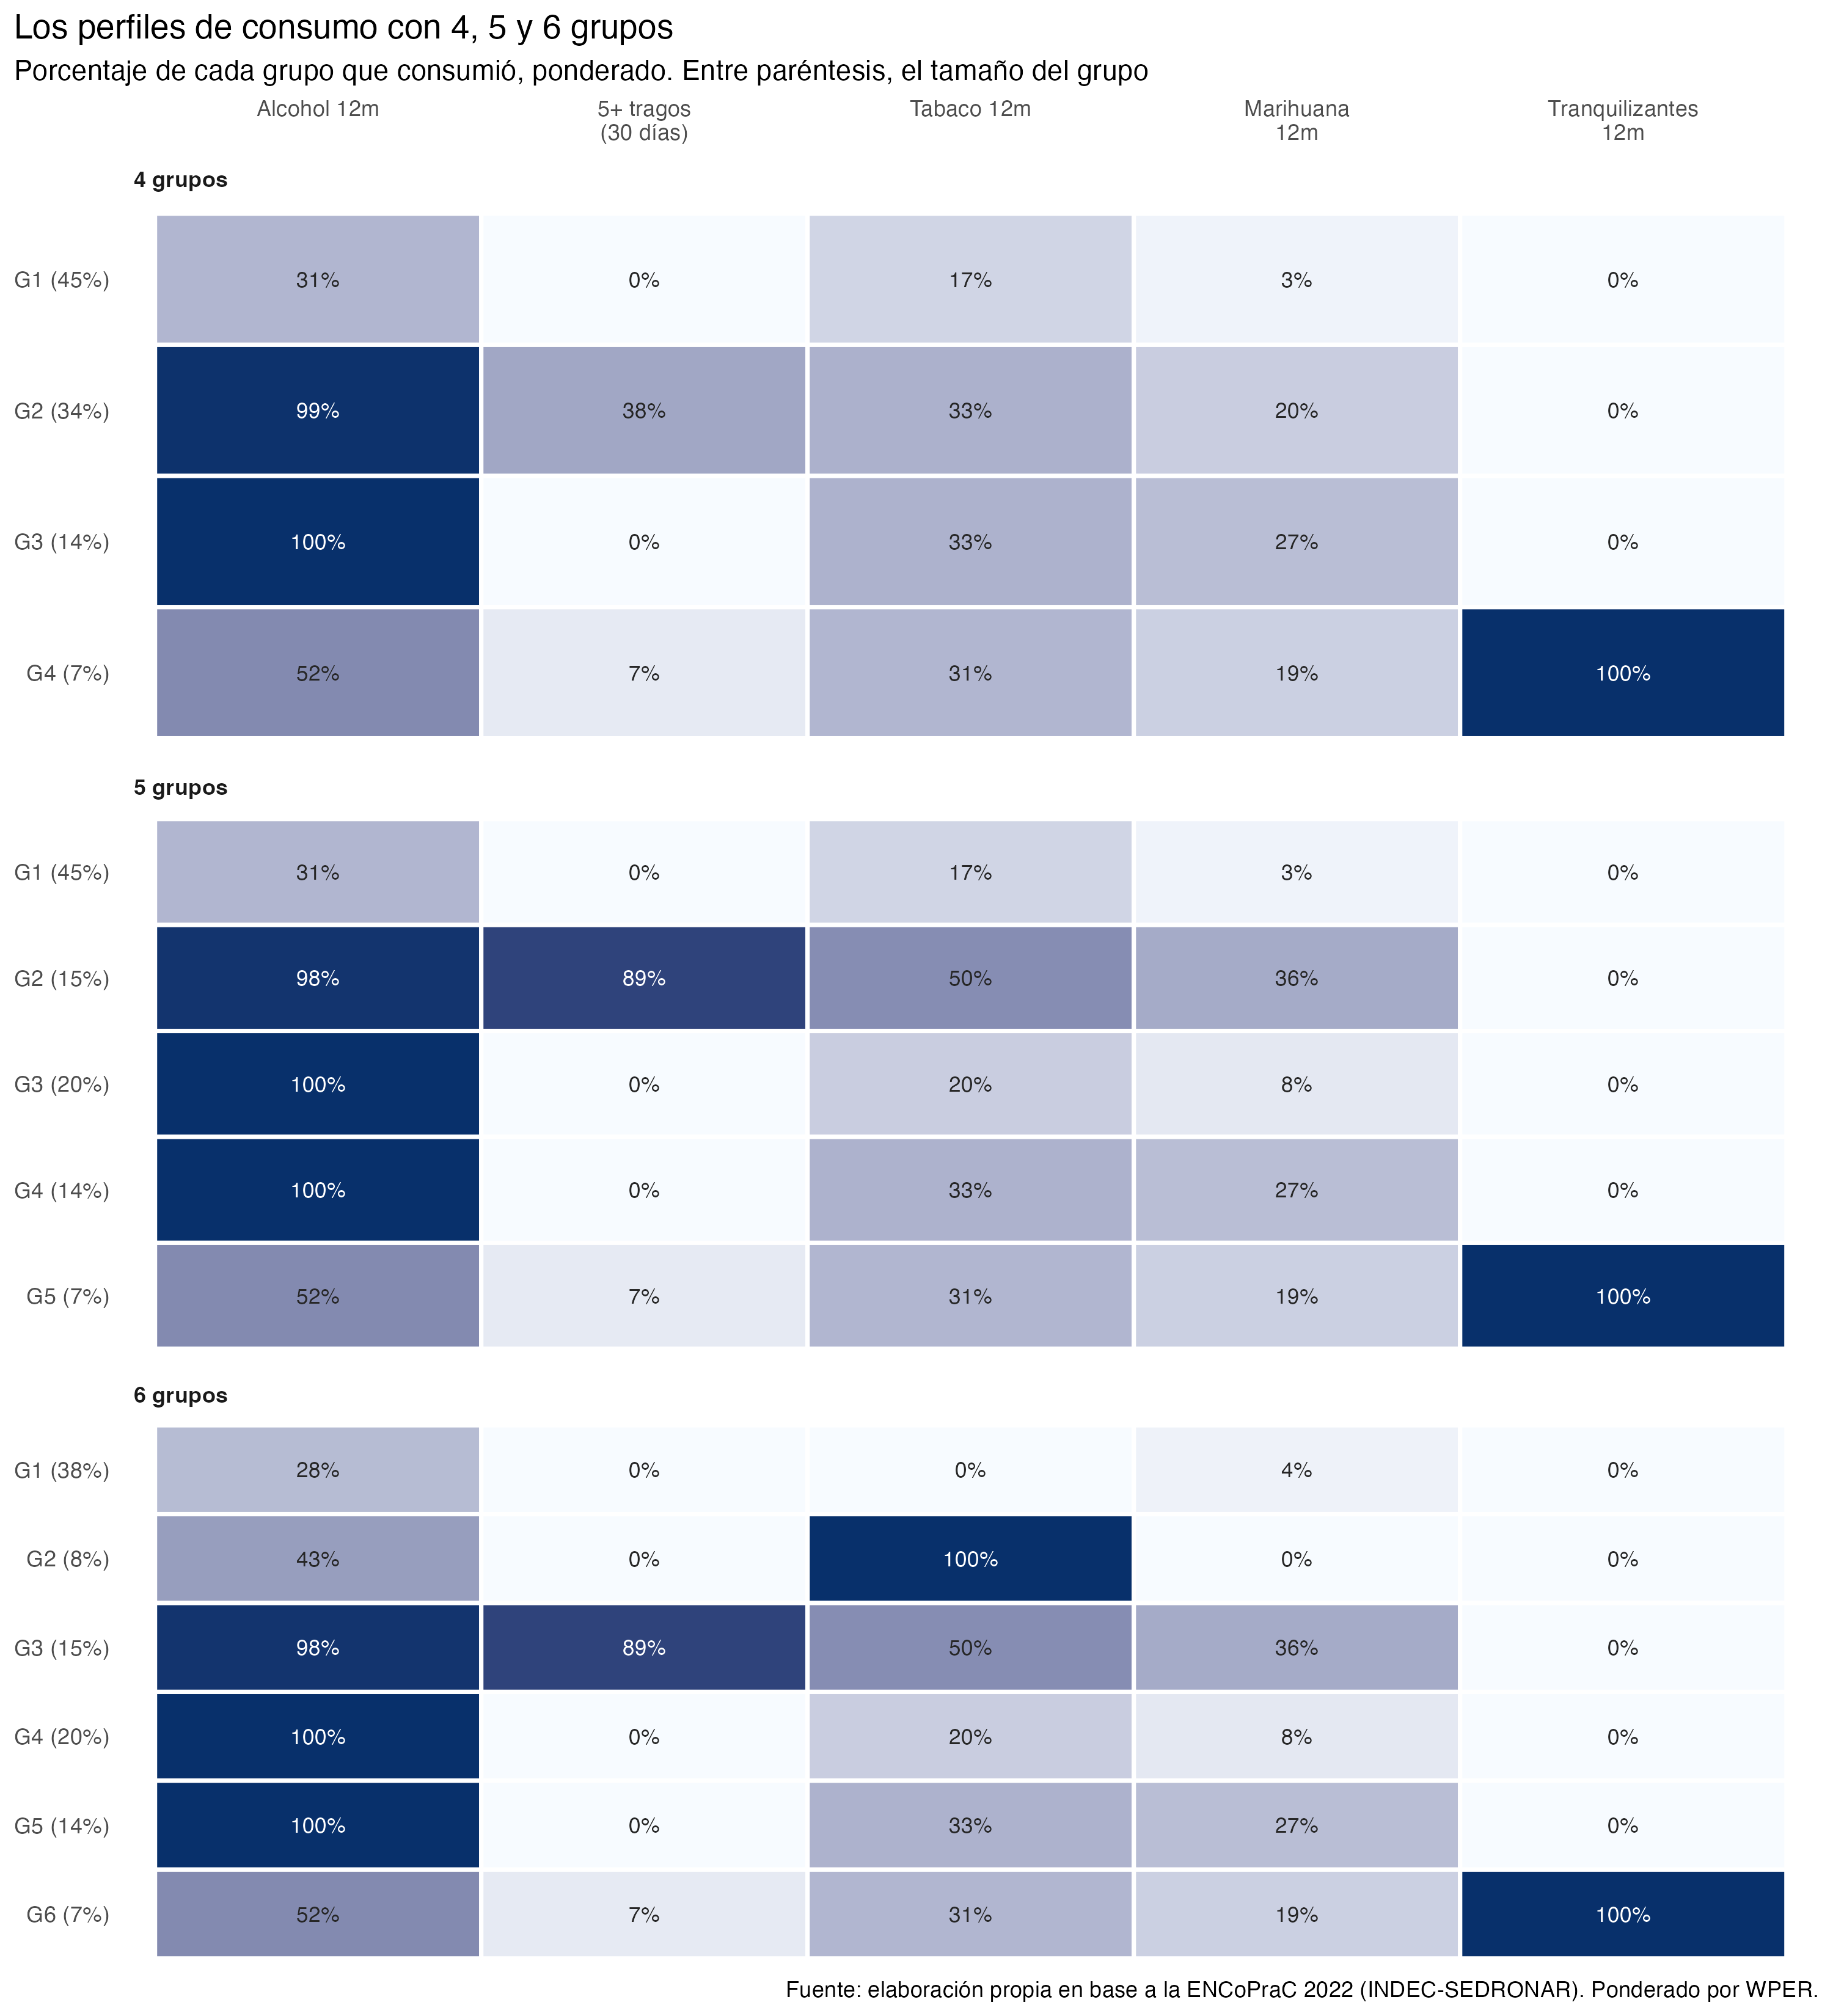 Los perfiles de consumo con 4, 5 y 6 grupos
Porcentaje de cada grupo que consumió, ponderado. Entre paréntesis, el tamaño del grupo
Alcohol 12m 5+ tragos Tabaco 12m Marihuana Tranquilizantes
(30 días) 12m 12m
4 grupos
G1 (45%) 31% 0% 17% 3% 0%
G2 (34%) 99% 38% 33% 20% 0%
G3 (14%) 100% 0% 33% 27% 0%
G4 (7%) 52% 7% 31% 19% 100%
5 grupos
G1 (45%) 31% 0% 17% 3% 0%
G2 (15%) 98% 89% 50% 36% 0%
G3 (20%) 100% 0% 20% 8% 0%
G4 (14%) 100% 0% 33% 27% 0%
G5 (7%) 52% 7% 31% 19% 100%
6 grupos
G1 (38%) 28% 0% 0% 4% 0%
G2 (8%) 43% 0% 100% 0% 0%
G3 (15%) 98% 89% 50% 36% 0%
G4 (20%) 100% 0% 20% 8% 0%
G5 (14%) 100% 0% 33% 27% 0%
G6 (7%) 52% 7% 31% 19% 100%
Fuente: elaboración propia en base a la ENCoPraC 2022 (INDEC-SEDRONAR). Ponderado por WPER.